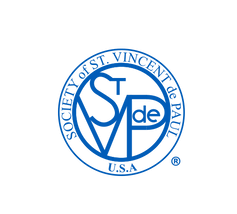 SOCIETY of ST. VINCENT de PAUL
ST
V de P
U.S.A
®